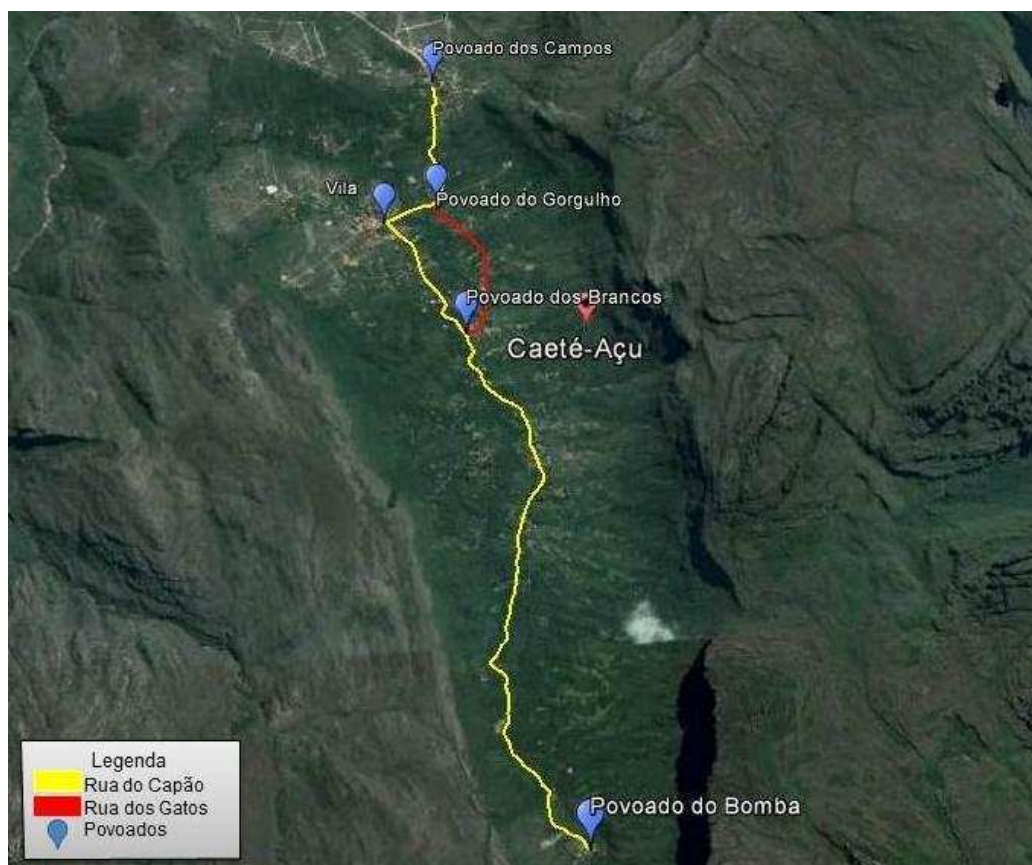 Povoado dos Campos
Vila
Povoado do Gorgulho
Povoado dos Brancos
Caeté-Açu
Povoado do Bomba
Legenda
Rua do Capão
Rua dos Gatos
Povoados